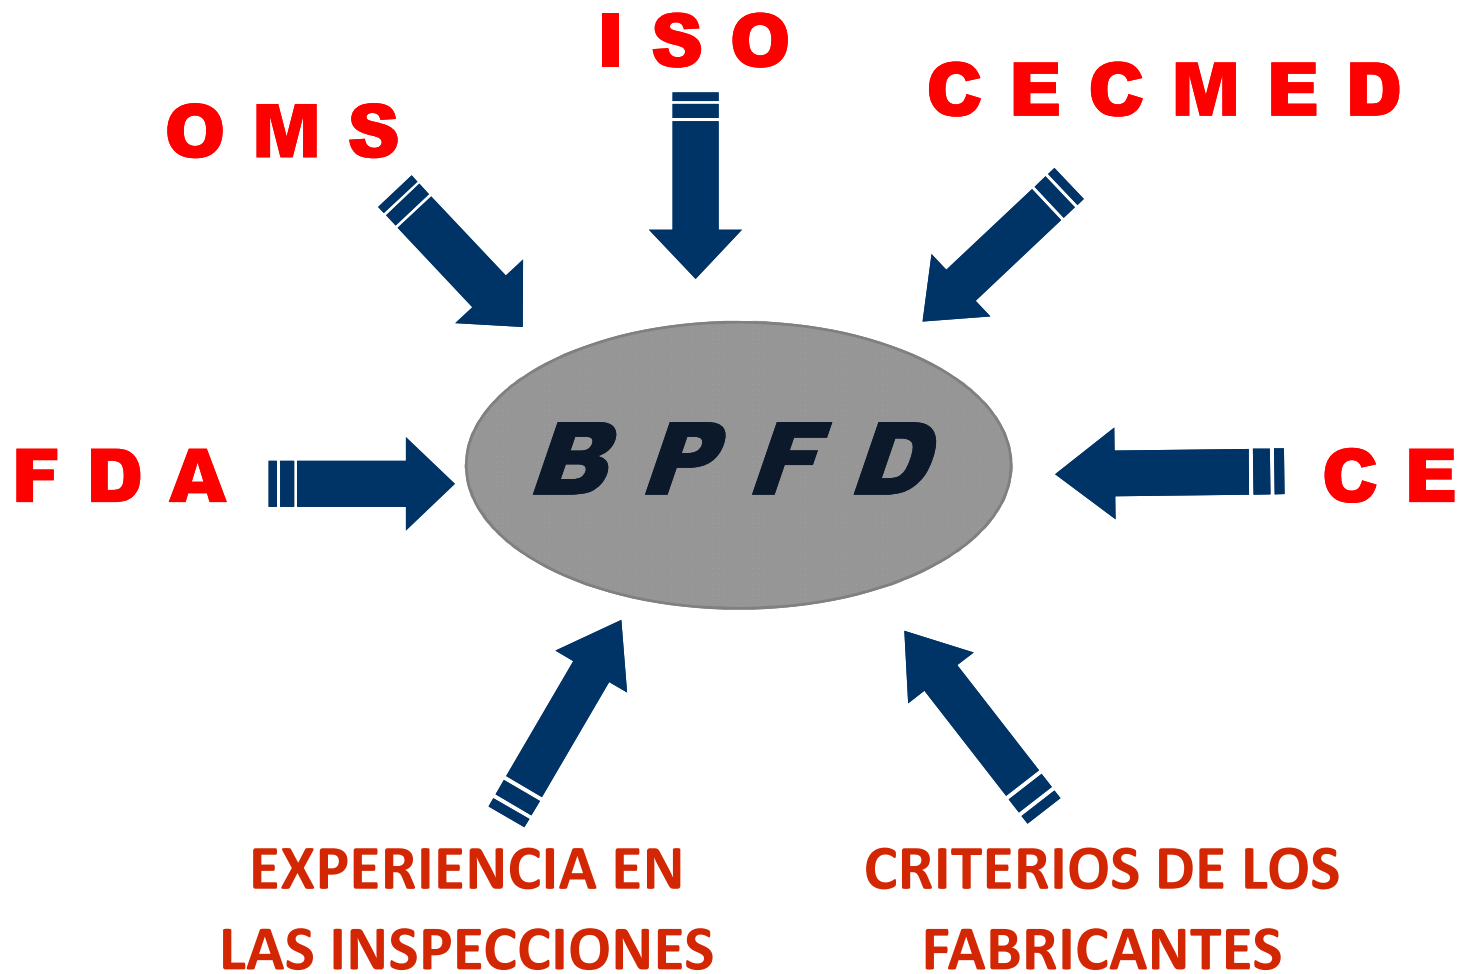 I S O
C E C M E D
O M S
B P F D
F D A
C E
EXPERIENCIA EN
LAS INSPECCIONES
CRITERIOS DE LOS
FABRICANTES